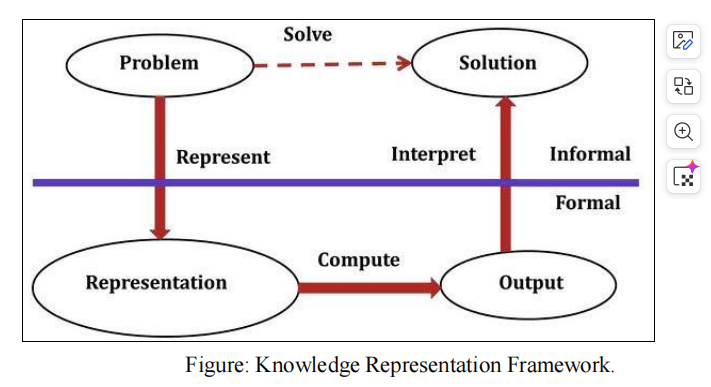 Solve
Problem
Solution
Represent
Interpret
Informal
Formal
Compute
Representation
Output
Figure: Knowledge Representation Framework.